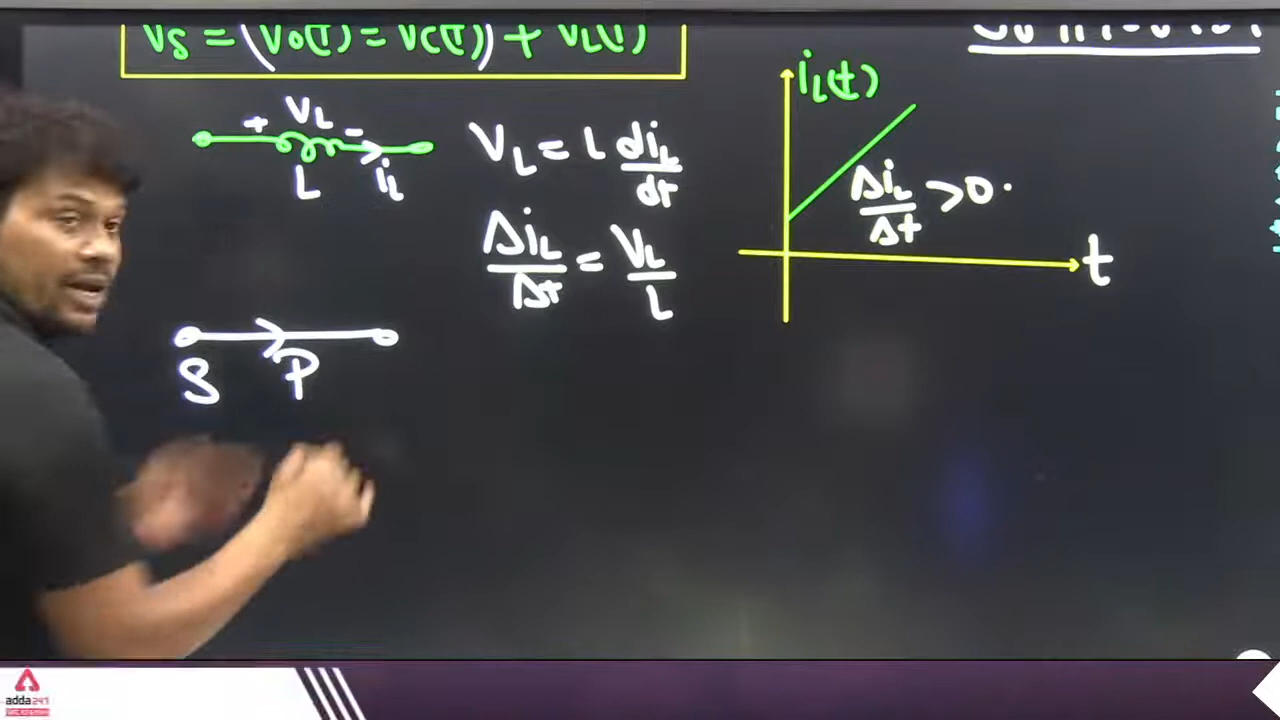 VS = (Vo(t) = VC(t)) + VL(t)
iL(t)
+ VL -
L iL
VL = L diL/dt
ΔiL/Δt > 0
ΔiL/Δt = VL/L
t
S P
adda247